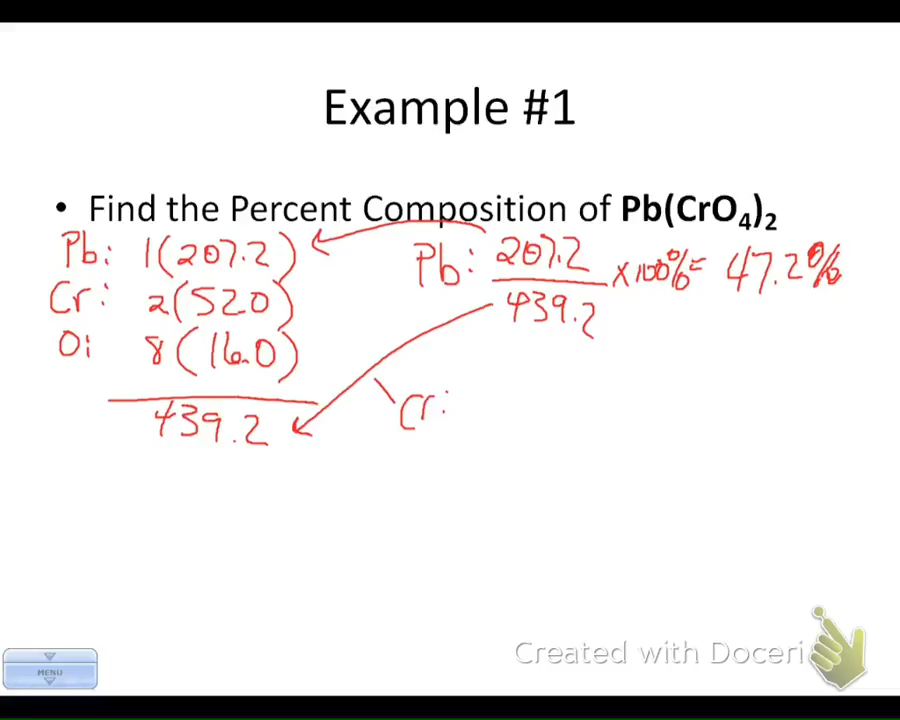 Example #1
• Find the Percent Composition of Pb(CrO₄)₂
Pb: 1(207.2)
Cr: 2(52.0)
O: 8(16.0)
439.2
Pb: 207.2
439.2
x100% = 47.2%
Cr:
Created with Doceri
MENU